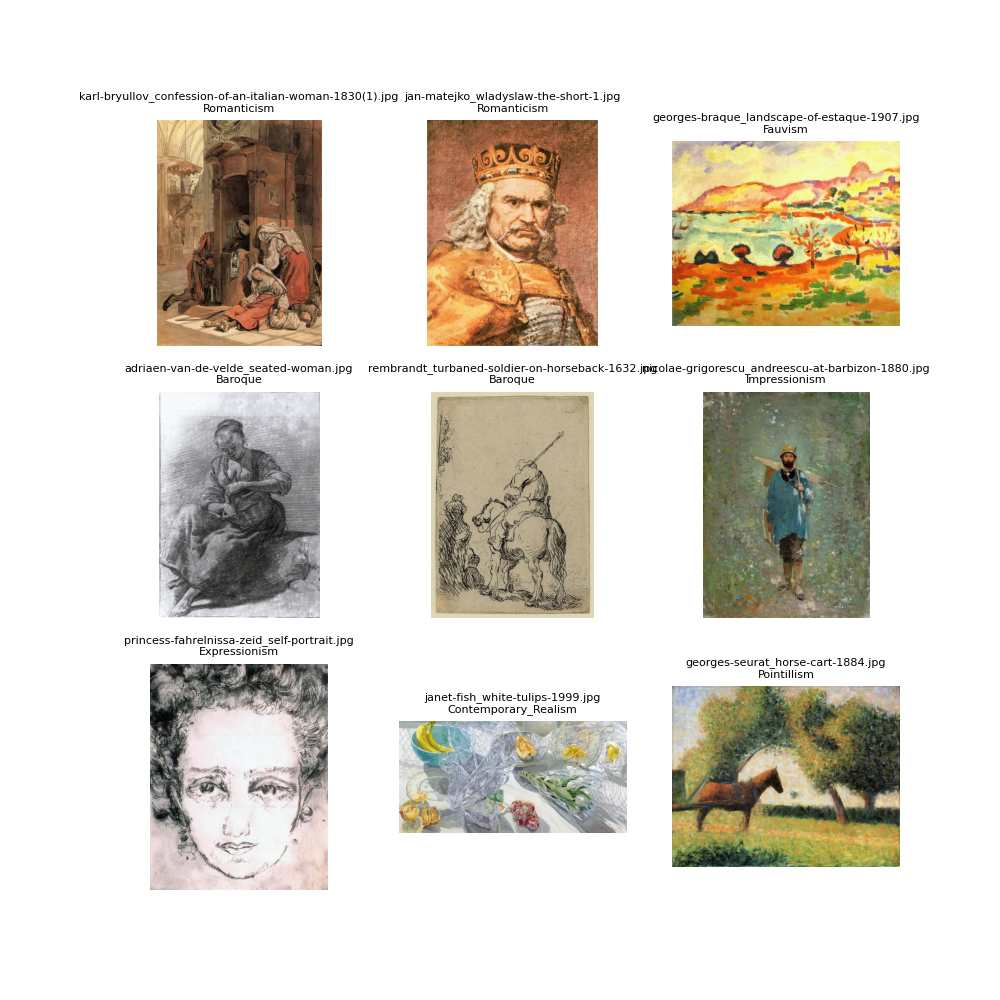 karl-bryullov_confession-of-an-italian-woman-1830(1).jpg
Romanticism
jan-matejko_wladyslaw-the-short-1.jpg
Romanticism
georges-braque_landscape-of-estaque-1907.jpg
Fauvism
adriaen-van-de-velde_seated-woman.jpg
Baroque
rembrandt_turbaned-soldier-on-horseback-1632.jpg
Baroque
nicolae-grigorescu_andreescu-at-barbizon-1880.jpg
Impressionism
princess-fahrelnissa-zeid_self-portrait.jpg
Expressionism
janet-fish_white-tulips-1999.jpg
Contemporary_Realism
georges-seurat_horse-cart-1884.jpg
Pointillism